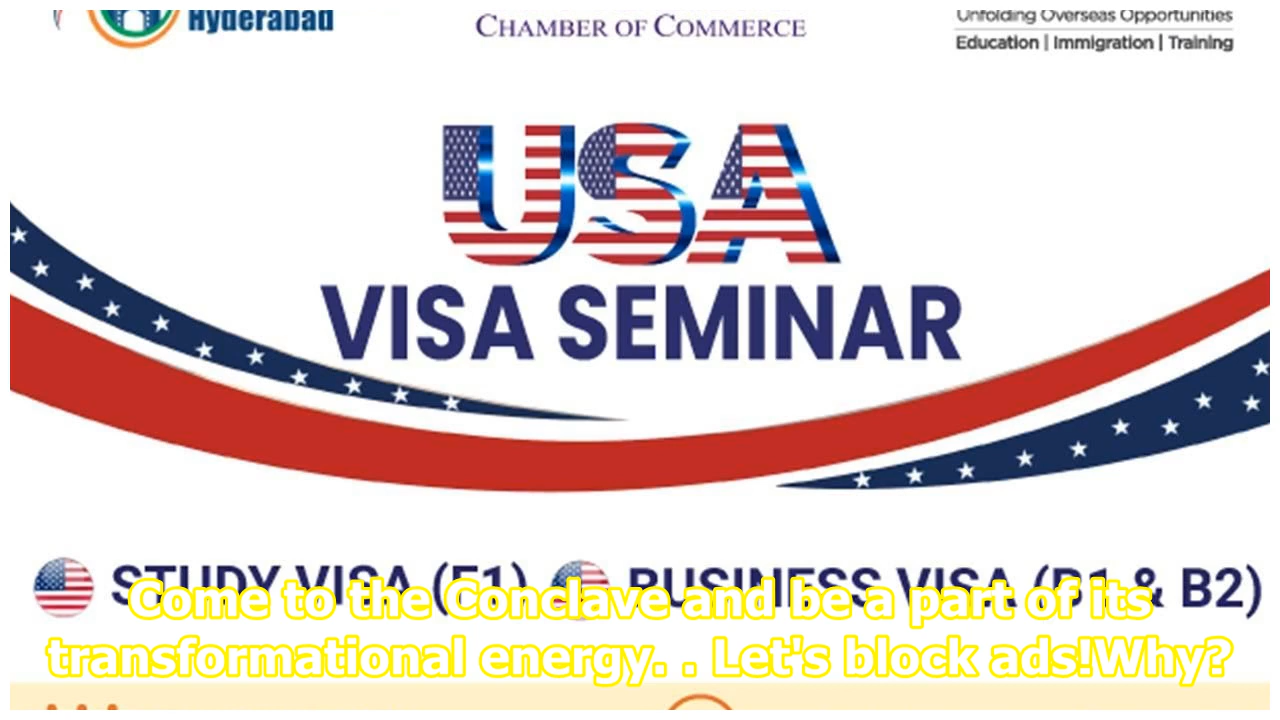 Hyderabad
CHAMBER OF COMMERCE
Unfolding Overseas Opportunities
Education | Immigration | Training
USA
VISA SEMINAR
STUDY VISA (F1) BUSINESS VISA (B1 & B2)
Come to the Conclave and be a part of its
transformational energy. . Let's block ads!Why?